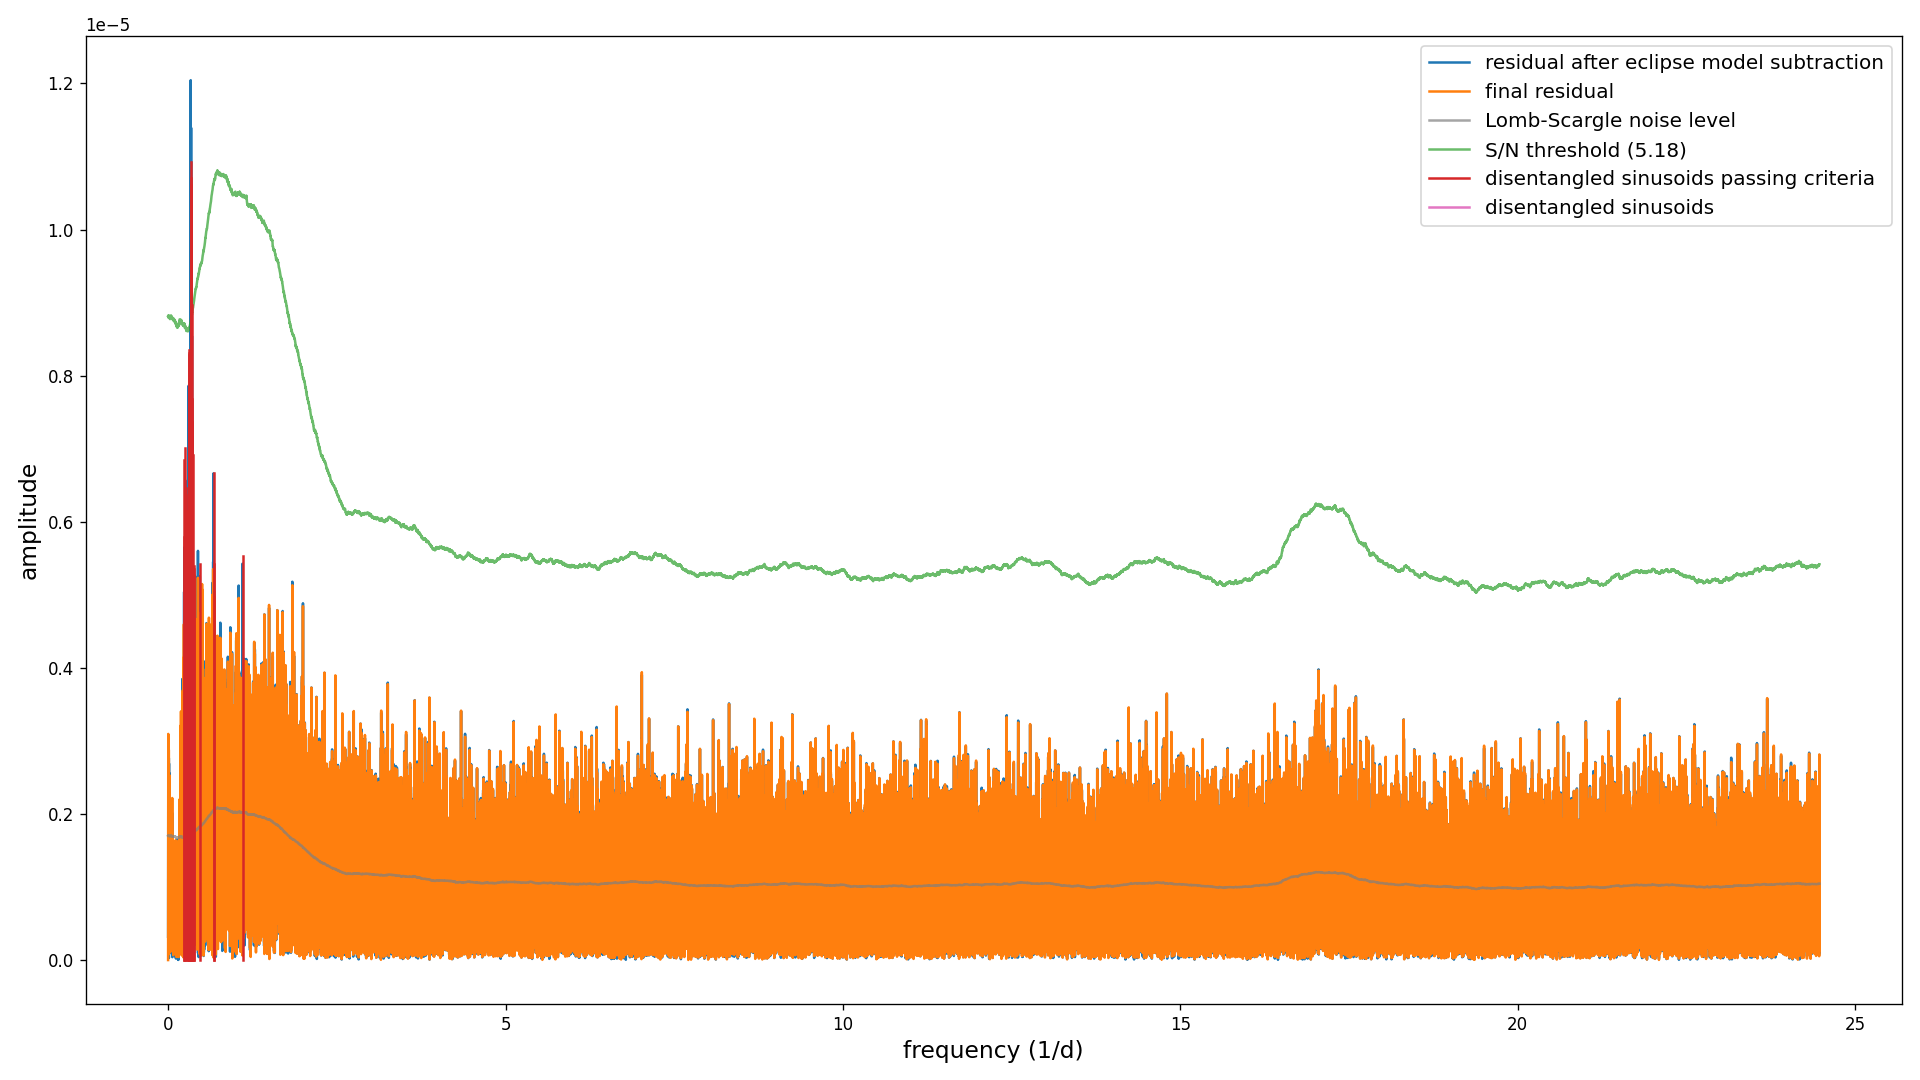 1e−5
1.2
1.0
0.8
0.6
0.4
0.2
0.0
amplitude
0
5
10
15
20
25
frequency (1/d)
residual after eclipse model subtraction
final residual
Lomb-Scargle noise level
S/N threshold (5.18)
disentangled sinusoids passing criteria
disentangled sinusoids